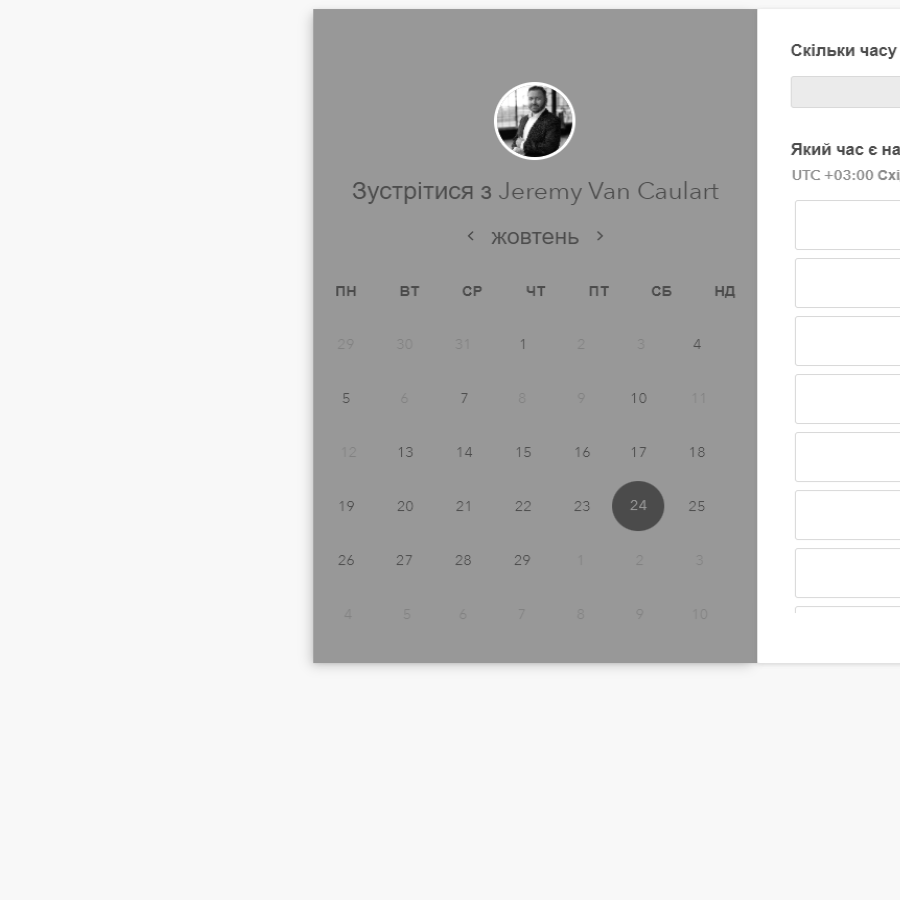 Скільки часу
Зустрітися з Jeremy Van Caulart
жовтень
ПН ВТ СР ЧТ ПТ СБ НД
29 30 31 1 2 3 4
5 6 7 8 9 10 11
12 13 14 15 16 17 18
19 20 21 22 23 24 25
26 27 28 29 1 2 3
4 5 6 7 8 9 10
Який час є
UTC +03:00